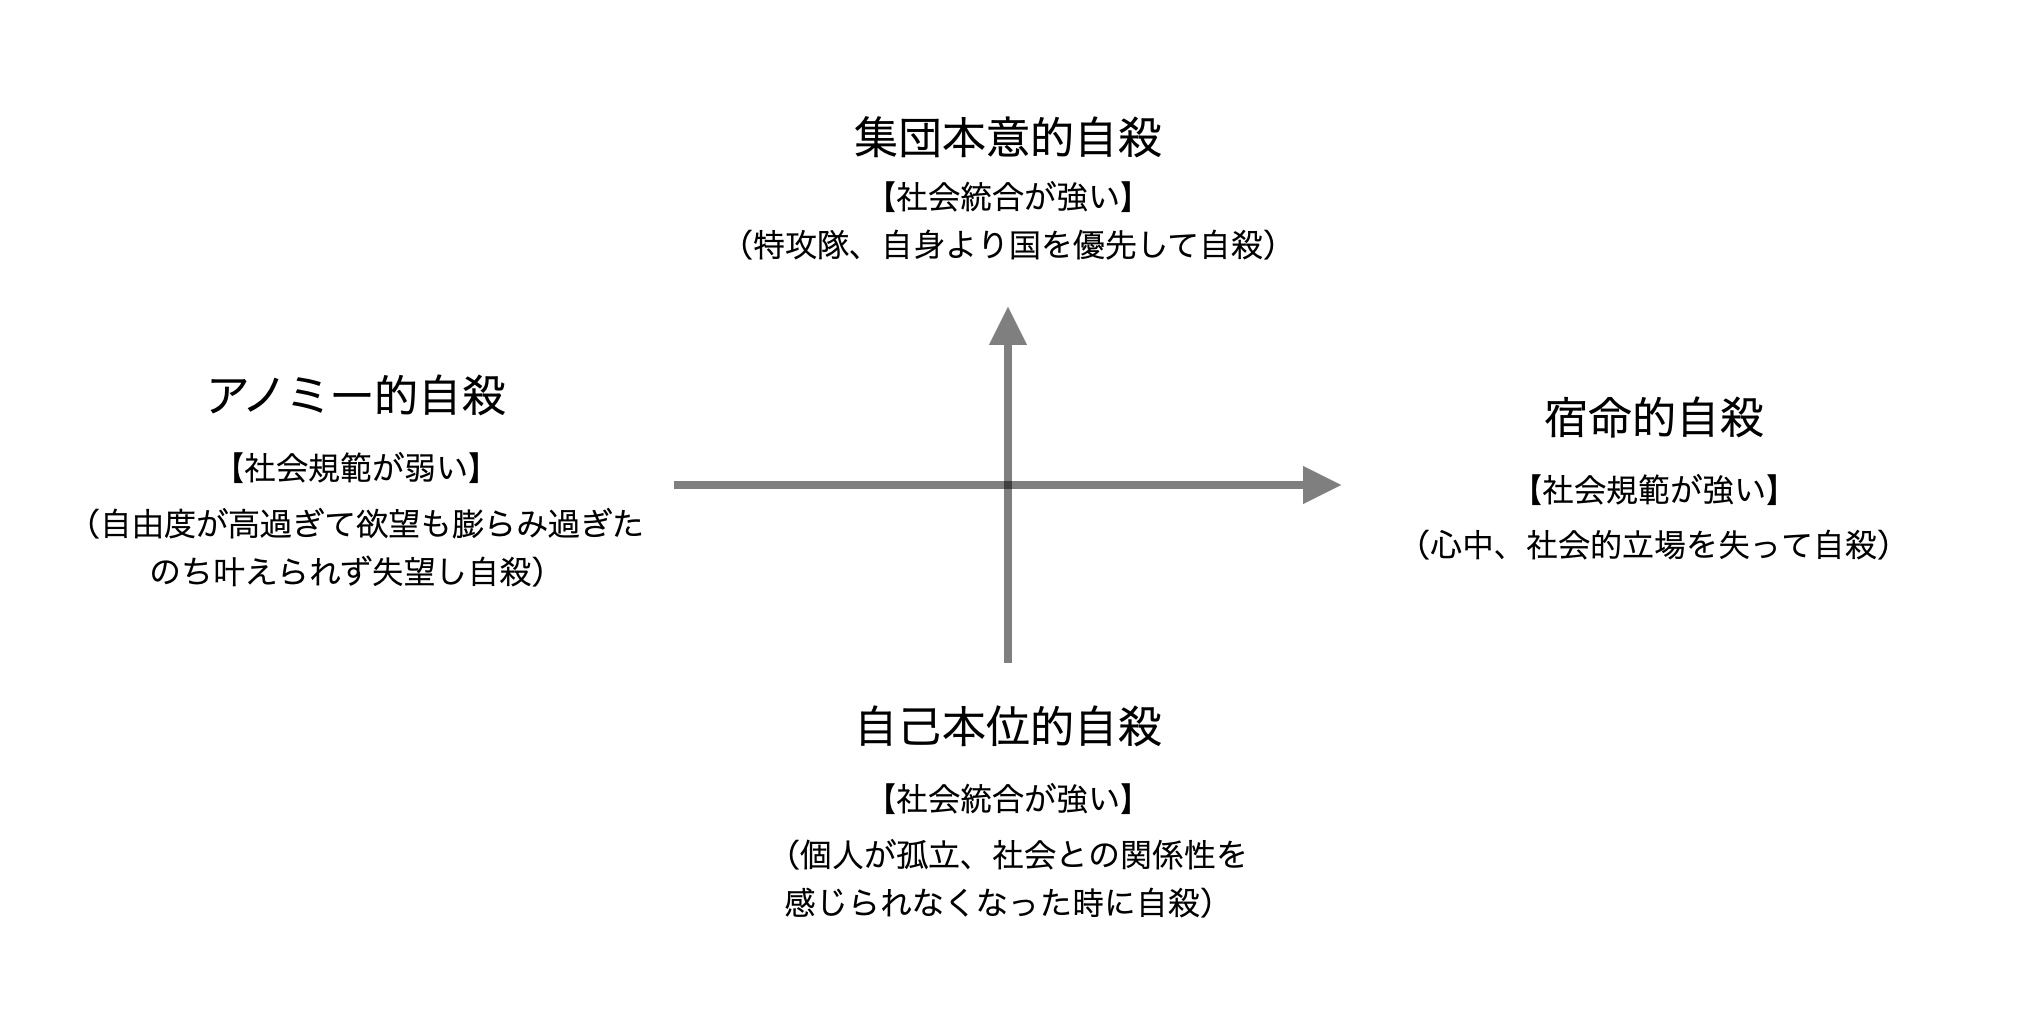 集団本意的自殺
【社会統合が強い】
（特攻隊、自身より国を優先して自殺）
アノミー的自殺
【社会規範が弱い】
（自由度が高過ぎて欲望も膨らみ過ぎた
のち叶えられず失望し自殺）
宿命的自殺
【社会規範が強い】
（心中、社会的立場を失って自殺）
自己本位的自殺
【社会統合が強い】
（個人が孤立、社会との関係性を
感じられなくなった時に自殺）